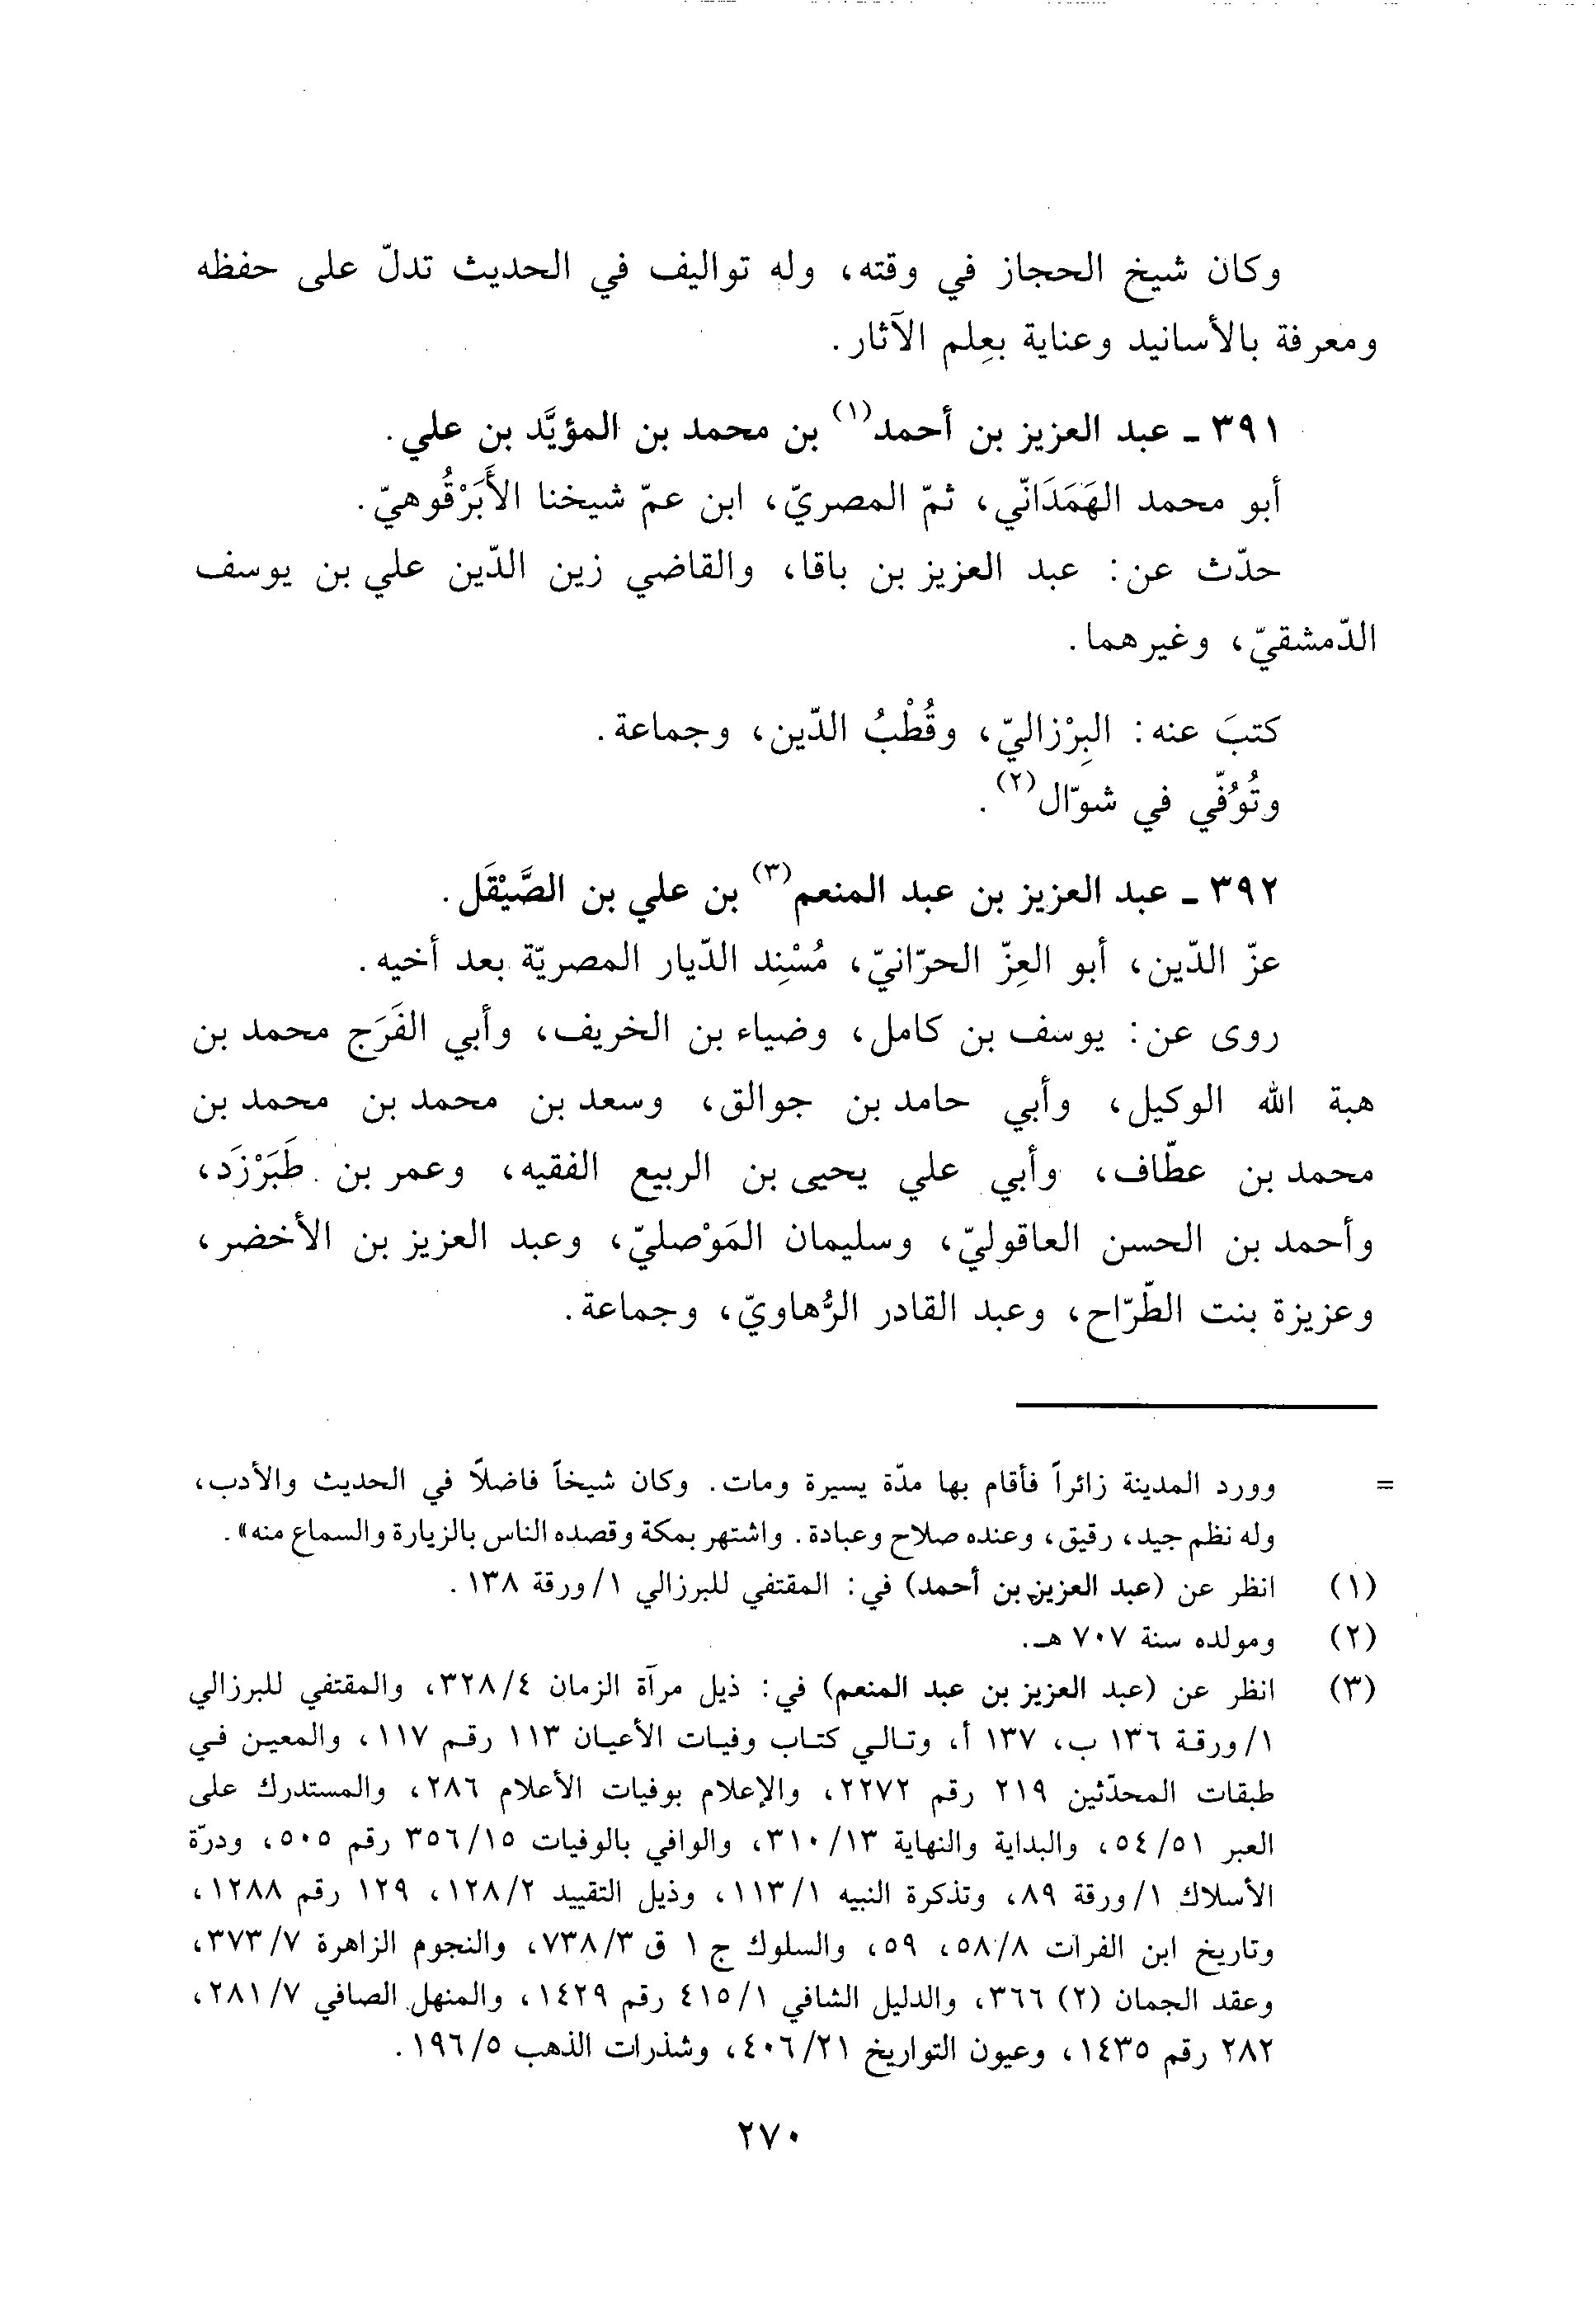 وكان شيخ الحجاز في وقته، وله تواليف في الحديث تدلّ على حفظه
ومعرفة بالأسانيد وعناية بعِلم الآثار.
٣٩١ ـ عبد العزيز بن أحمد(١) بن محمد بن المؤيَّد بن علي.
أبو محمد الهَمَدَانّي، ثمّ المصريّ، ابن عمّ شيخنا الأَبَرْقُوهيّ.
حدّث عن: عبد العزيز بن باقا، والقاضي زين الدّين علي بن يوسف
الدّمشقيّ، وغيرهما.
كتبَ عنه: البِرْزاليّ، وقُطْبُ الدّين، وجماعة.
وتُوُفّي في شوّال(٢).
٣٩٢ ـ عبد العزيز بن عبد المنعم(٣) بن علي بن الصَّيْقَل.
عزّ الدّين، أبو العِزّ الحرّانيّ، مُسْنِد الدّيار المصريّة بعد أخيه.
روى عن: يوسف بن كامل، وضياء بن الخريف، وأبي الفَرَج محمد بن
هبة الله الوكيل، وأبي حامد بن جوالق، وسعد بن محمد بن محمد بن
محمد بن عطّاف، وأبي علي يحيى بن الربيع الفقيه، وعمر بن طَبَرْزَد،
وأحمد بن الحسن العاقوليّ، وسليمان المَوْصليّ، وعبد العزيز بن الأخضر،
وعزيزة بنت الطّرّاح، وعبد القادر الرُّهاويّ، وجماعة.
= وورد المدينة زائراً فأقام بها مدّة يسيرة ومات. وكان شيخاً فاضلاً في الحديث والأدب،
وله نظم جيد، رقيق، وعنده صلاح وعبادة. واشتهر بمكة وقصده الناس بالزيارة والسماع منه».
(١) انظر عن (عبد العزيز بن أحمد) في: المقتفي للبرزالي ١/ورقة ١٣٨.
(٢) ومولده سنة ٧٠٧ هـ.
(٣) انظر عن (عبد العزيز بن عبد المنعم) في: ذيل مرآة الزمان ٣٢٨/٤، والمقتفي للبرزالي
١/ورقة ١٣٦ ب، ١٣٧ أ، وتالي كتاب وفيات الأعيان ١١٣ رقم ١١٧، والمعين في
طبقات المحدّثين ٢١٩ رقم ٢٢٧٢، والإعلام بوفيات الأعلام ٢٨٦، والمستدرك على
العبر ٥٤/٥١، والبداية والنهاية ٣١٠/١٣، والوافي بالوفيات ٣٥٦/١٥ رقم ٥٠٥، ودرّة
الأسلاك ١/ورقة ٨٩، وتذكرة النبيه ١١٣/١، وذيل التقييد ١٢٨/٢، ١٢٩ رقم ١٢٨٨،
وتاريخ ابن الفرات ٥٨/٨، ٥٩، والسلوك ج ١ ق ٧٣٨/٣، والنجوم الزاهرة ٣٧٣/٧،
وعقد الجمان (٢) ٣٦٦، والدليل الشافي ٤١٥/١ رقم ١٤٢٩، والمنهل الصافي ٢٨١/٧،
٢٨٢ رقم ١٤٣٥، وعيون التواريخ ٤٠٦/٢١، وشذرات الذهب ١٩٦/٥.
٢٧٠